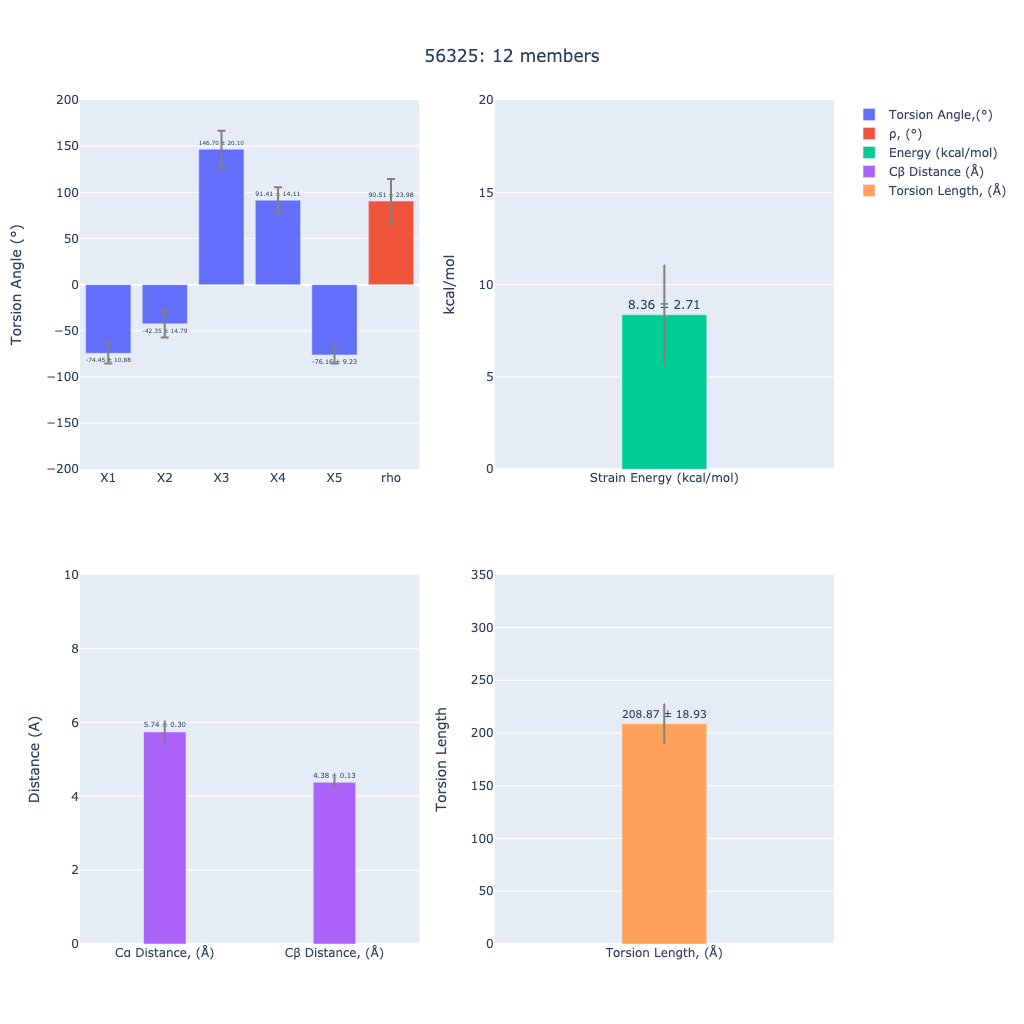 56325: 12 members
Torsion Angle (°)
200
150
100
50
0
−50
−100
−150
−200
-74.45 ± 10.88
-42.35 ± 14.79
146.70 ± 20.10
91.41 ± 14.11
-76.16 ± 9.23
90.51 ± 23.98
X1 X2 X3 X4 X5 rho
kcal/mol
20
15
10
5
0
8.36 ± 2.71
Strain Energy (kcal/mol)
Torsion Angle,(°)
ρ, (°)
Energy (kcal/mol)
Cβ Distance (Å)
Torsion Length, (Å)
Distance (A)
10
8
6
4
2
0
5.74 ± 0.30
4.38 ± 0.13
Cα Distance, (Å) Cβ Distance, (Å)
Torsion Length
350
300
250
200
150
100
50
0
208.87 ± 18.93
Torsion Length, (Å)